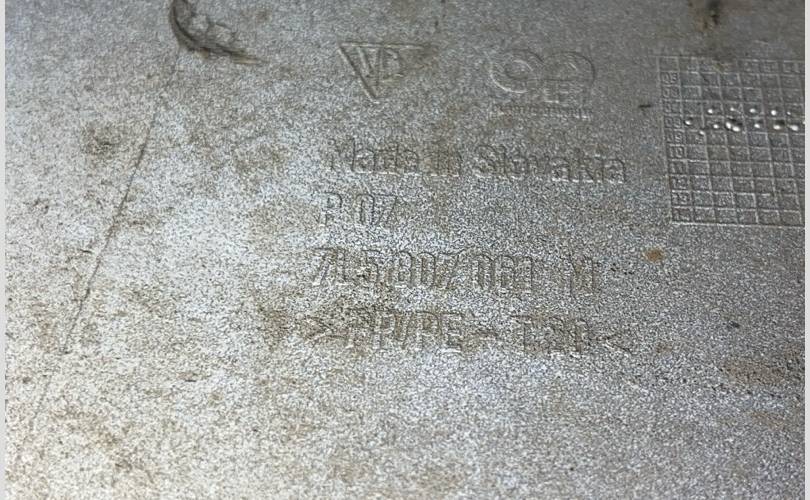 Made in Slovakia
P 07
7L5 807 061 M
>PP/PE> T20<